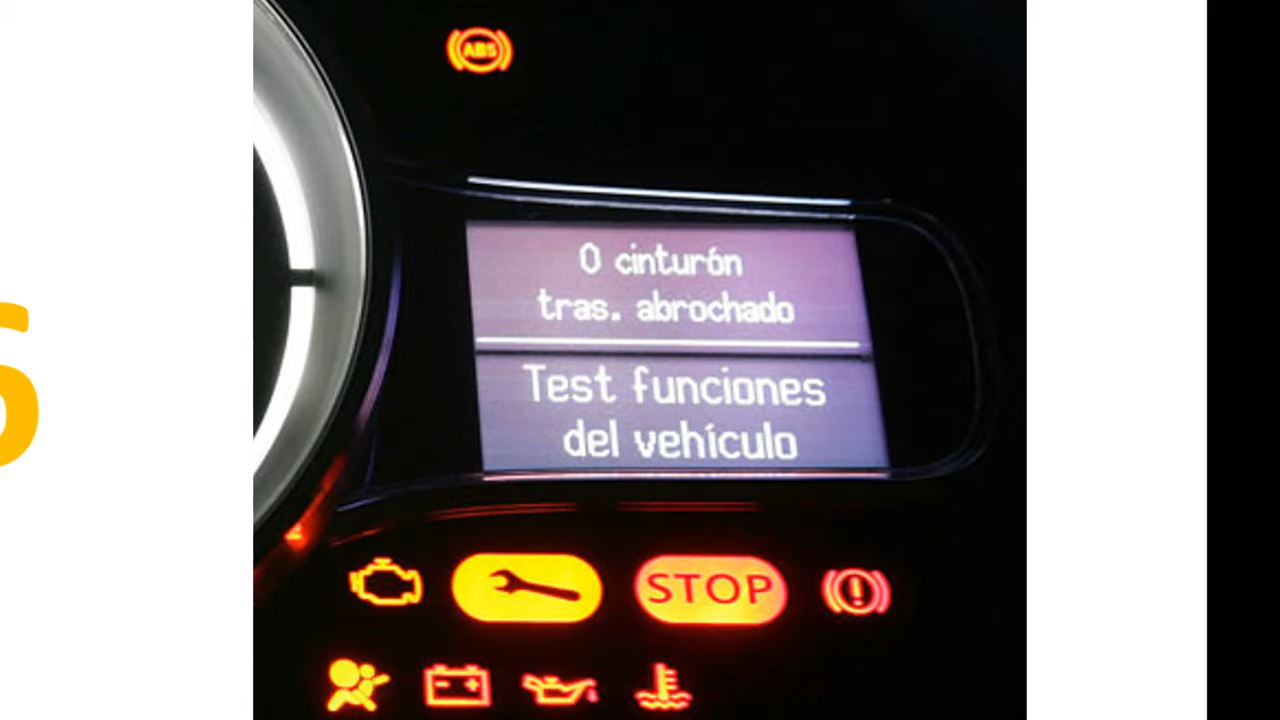 ABS
0 cinturón
tras. abrochado
Test funciones
del vehículo
STOP